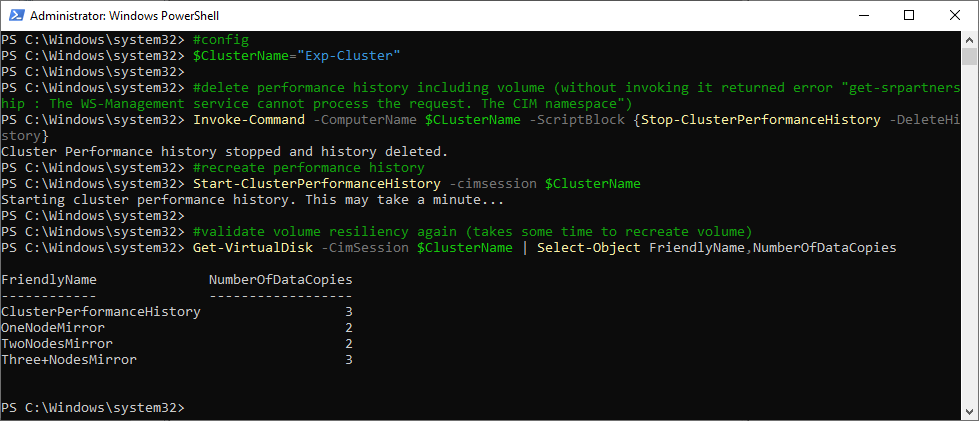 Administrator: Windows PowerShell
PS C:\Windows\system32> #config
PS C:\Windows\system32> $ClusterName="Exp-Cluster"
PS C:\Windows\system32>
PS C:\Windows\system32> #delete performance history including volume (without invoking it returned error "get-srpartners
hip : The WS-Management service cannot process the request. The CIM namespace")
PS C:\Windows\system32> Invoke-Command -ComputerName $CLusterName -ScriptBlock {Stop-ClusterPerformanceHistory -DeleteHi
story}
Cluster Performance history stopped and history deleted.
PS C:\Windows\system32> #recreate performance history
PS C:\Windows\system32> Start-ClusterPerformanceHistory -cimsession $ClusterName
Starting cluster performance history. This may take a minute...
PS C:\Windows\system32>
PS C:\Windows\system32> #validate volume resiliency again (takes some time to recreate volume)
PS C:\Windows\system32> Get-VirtualDisk -CimSession $ClusterName | Select-Object FriendlyName,NumberOfDataCopies
FriendlyName              NumberOfDataCopies
------------              ------------------
ClusterPerformanceHistory                  3
OneNodeMirror                              2
TwoNodesMirror                             2
Three+NodesMirror                          3
PS C:\Windows\system32>